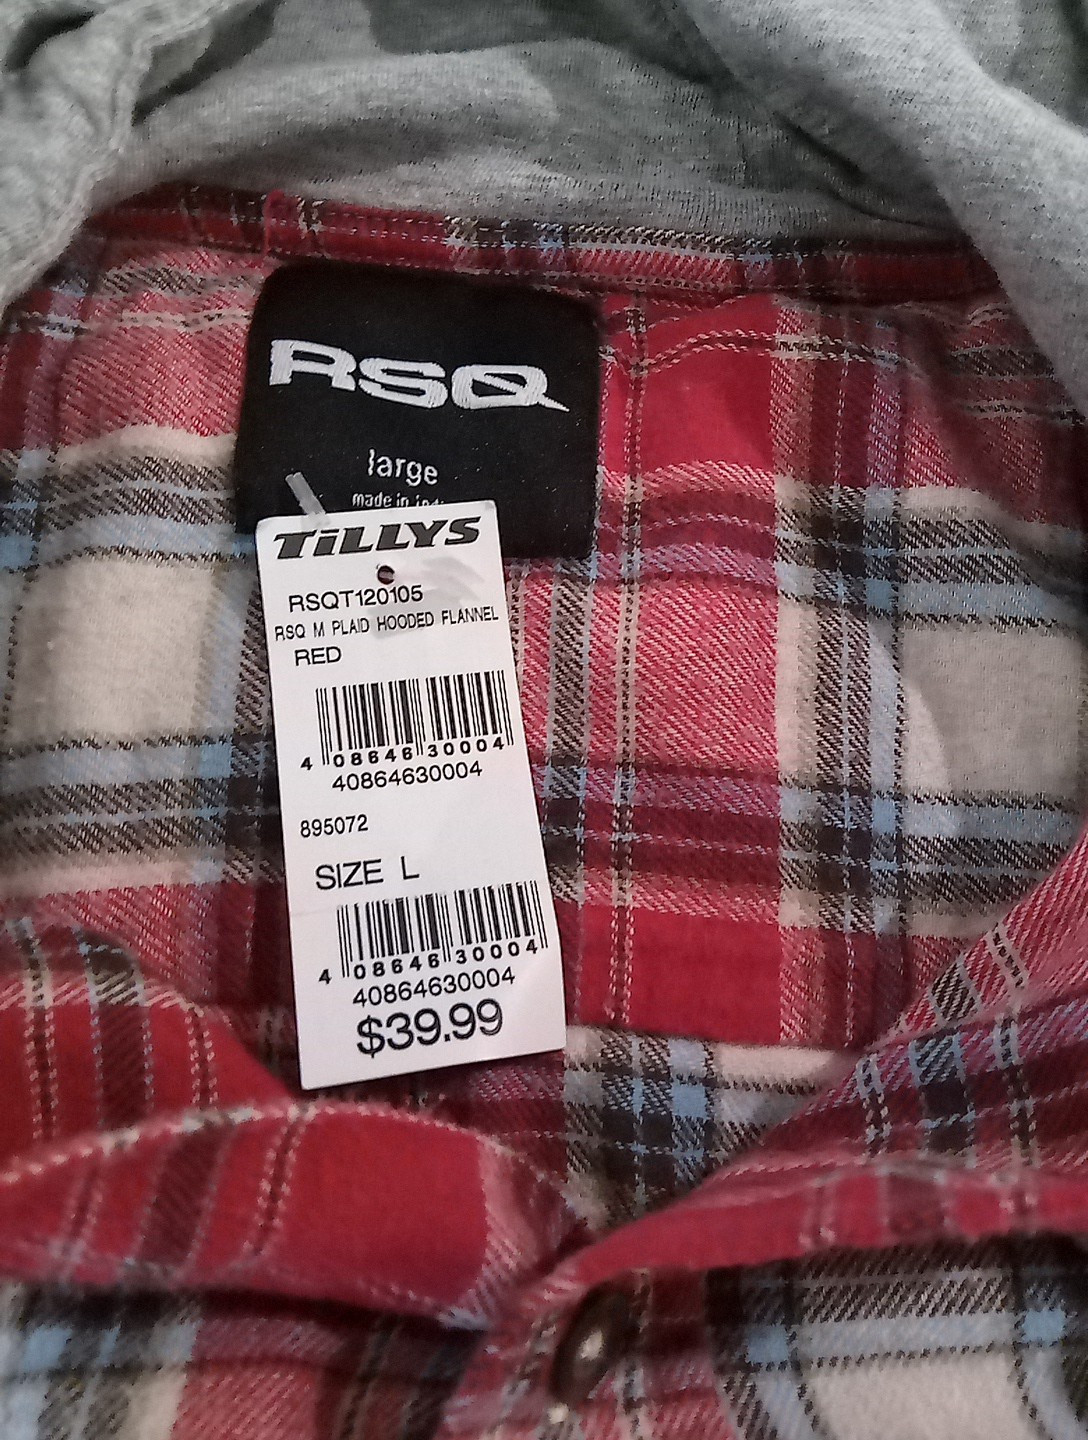 RSQ
large
made in
TiLLYS
RSQT120105
RSQ M PLAID HOODED FLANNEL
RED
4 08646 30004
40864630004
895072
SIZE L
4 08646 30004
40864630004
$39.99